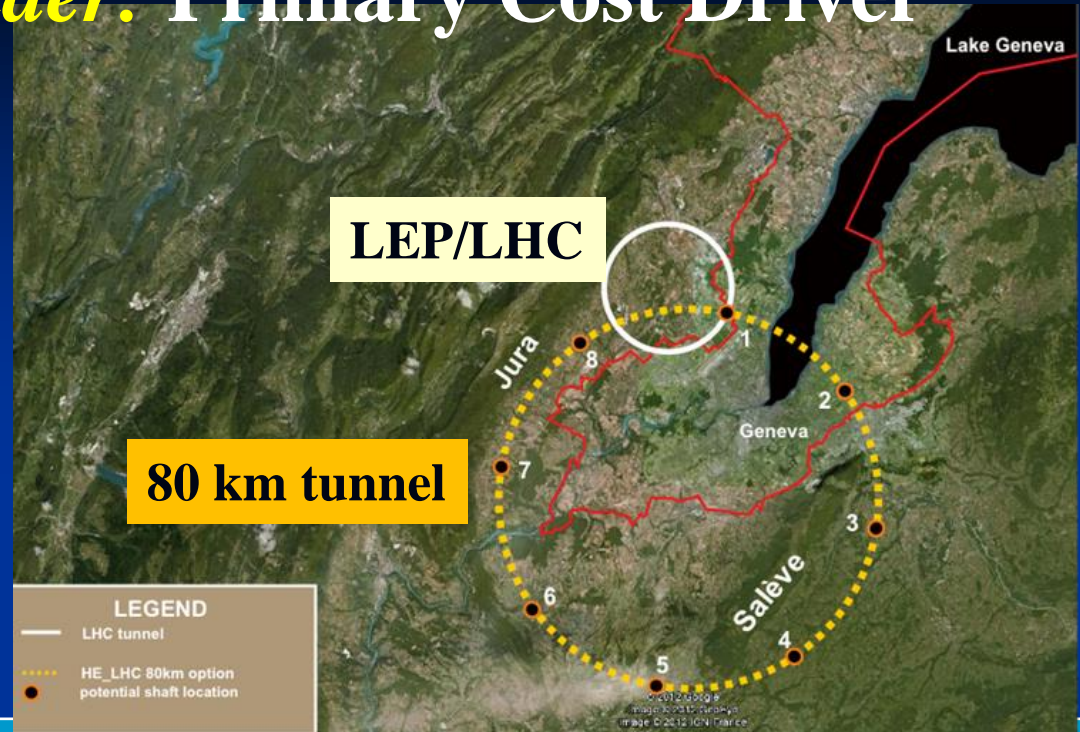 der: Primary Cost Driver
Lake Geneva
LEP/LHC
1
8
Jura
2
Geneva
80 km tunnel
7
3
Salève
6
4
5
LEGEND
LHC tunnel
HE_LHC 80km option
potential shaft location
© 2012 Google
Image © 2012 GeoEye
Image © 2012 IGN France